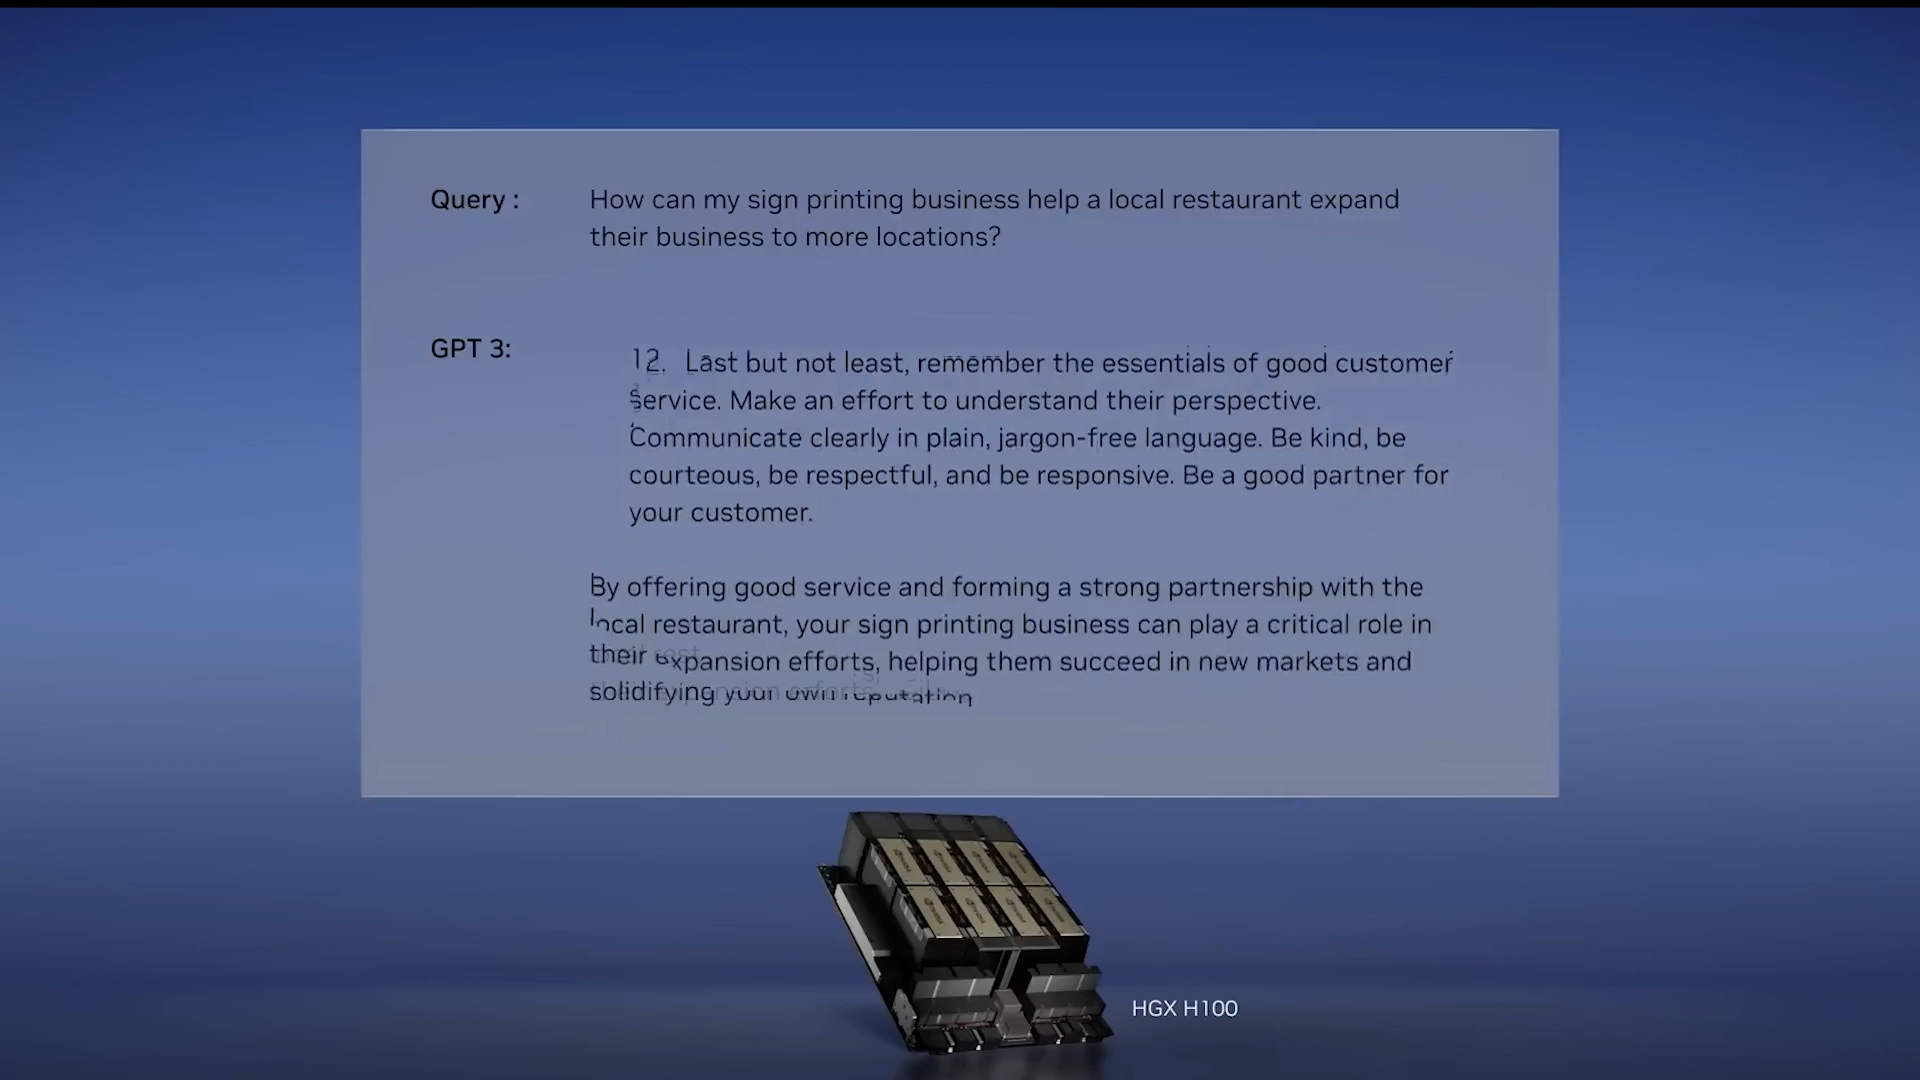 Query :
How can my sign printing business help a local restaurant expand
their business to more locations?
GPT 3:
12. Last but not least, remember the essentials of good customer
service. Make an effort to understand their perspective.
Communicate clearly in plain, jargon-free language. Be kind, be
courteous, be respectful, and be responsive. Be a good partner for
your customer.
By offering good service and forming a strong partnership with the
local restaurant, your sign printing business can play a critical role in
their expansion efforts, helping them succeed in new markets and
solidifying your own reputation
HGX H100